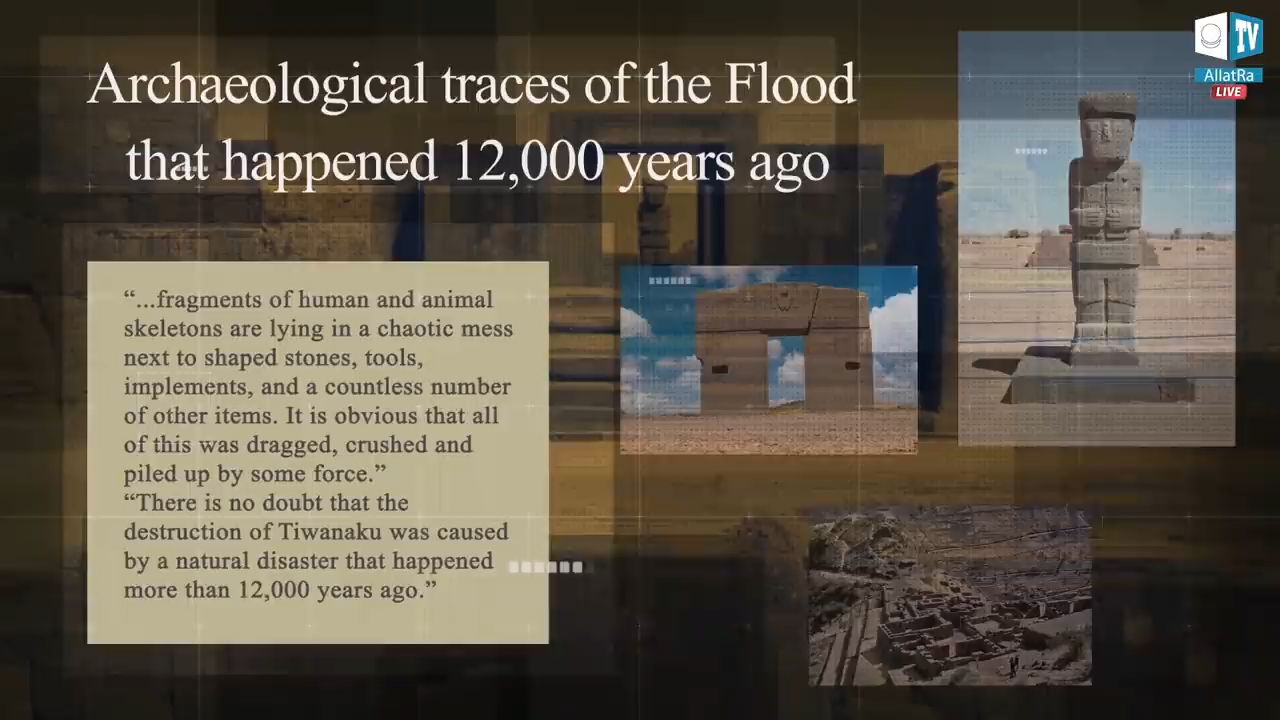 Archaeological traces of the Flood
that happened 12,000 years ago
TV
AllatRa
LIVE
“...fragments of human and animal
skeletons are lying in a chaotic mess
next to shaped stones, tools,
implements, and a countless number
of other items. It is obvious that all
of this was dragged, crushed and
piled up by some force.”
“There is no doubt that the
destruction of Tiwanaku was caused
by a natural disaster that happened
more than 12,000 years ago.”